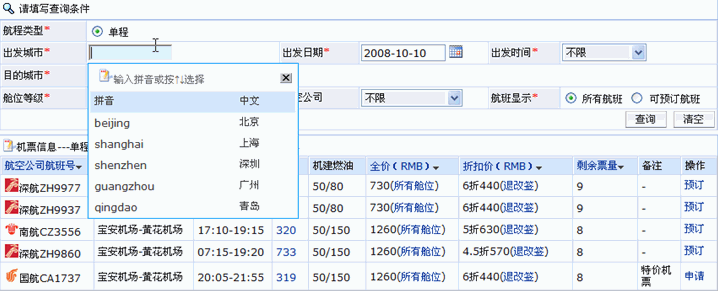 请填写查询条件
航程类型* 单程
出发城市* 出发日期* 2008-10-10 出发时间* 不限
目的城市*
输入拼音或按↑↓选择
舱位等级* 公司 不限 航班显示* 所有航班 可预订航班
拼音 中文
查询 清空
beijing 北京
shanghai 上海
shenzhen 深圳
guangzhou 广州
qingdao 青岛
机票信息---单程
航空公司航班号 机建燃油 全价(RMB) 折扣价(RMB) 剩余票量 备注 操作
深航ZH9977 50/80 730(所有舱位) 6折440(退改签) 9 - 预订
深航ZH9937 50/80 730(所有舱位) 6折440(退改签) 9 - 预订
南航CZ3556 宝安机场-黄花机场 17:10-19:15 320 50/150 1260(所有舱位) 5折630(退改签) 8 - 预订
深航ZH9860 宝安机场-黄花机场 07:15-19:20 733 50/150 1260(所有舱位) 4.5折570(退改签) 8 - 预订
国航CA1737 宝安机场-黄花机场 20:05-21:55 319 50/150 1260(所有舱位) 6折440(退改签) 8 特价机票 申请